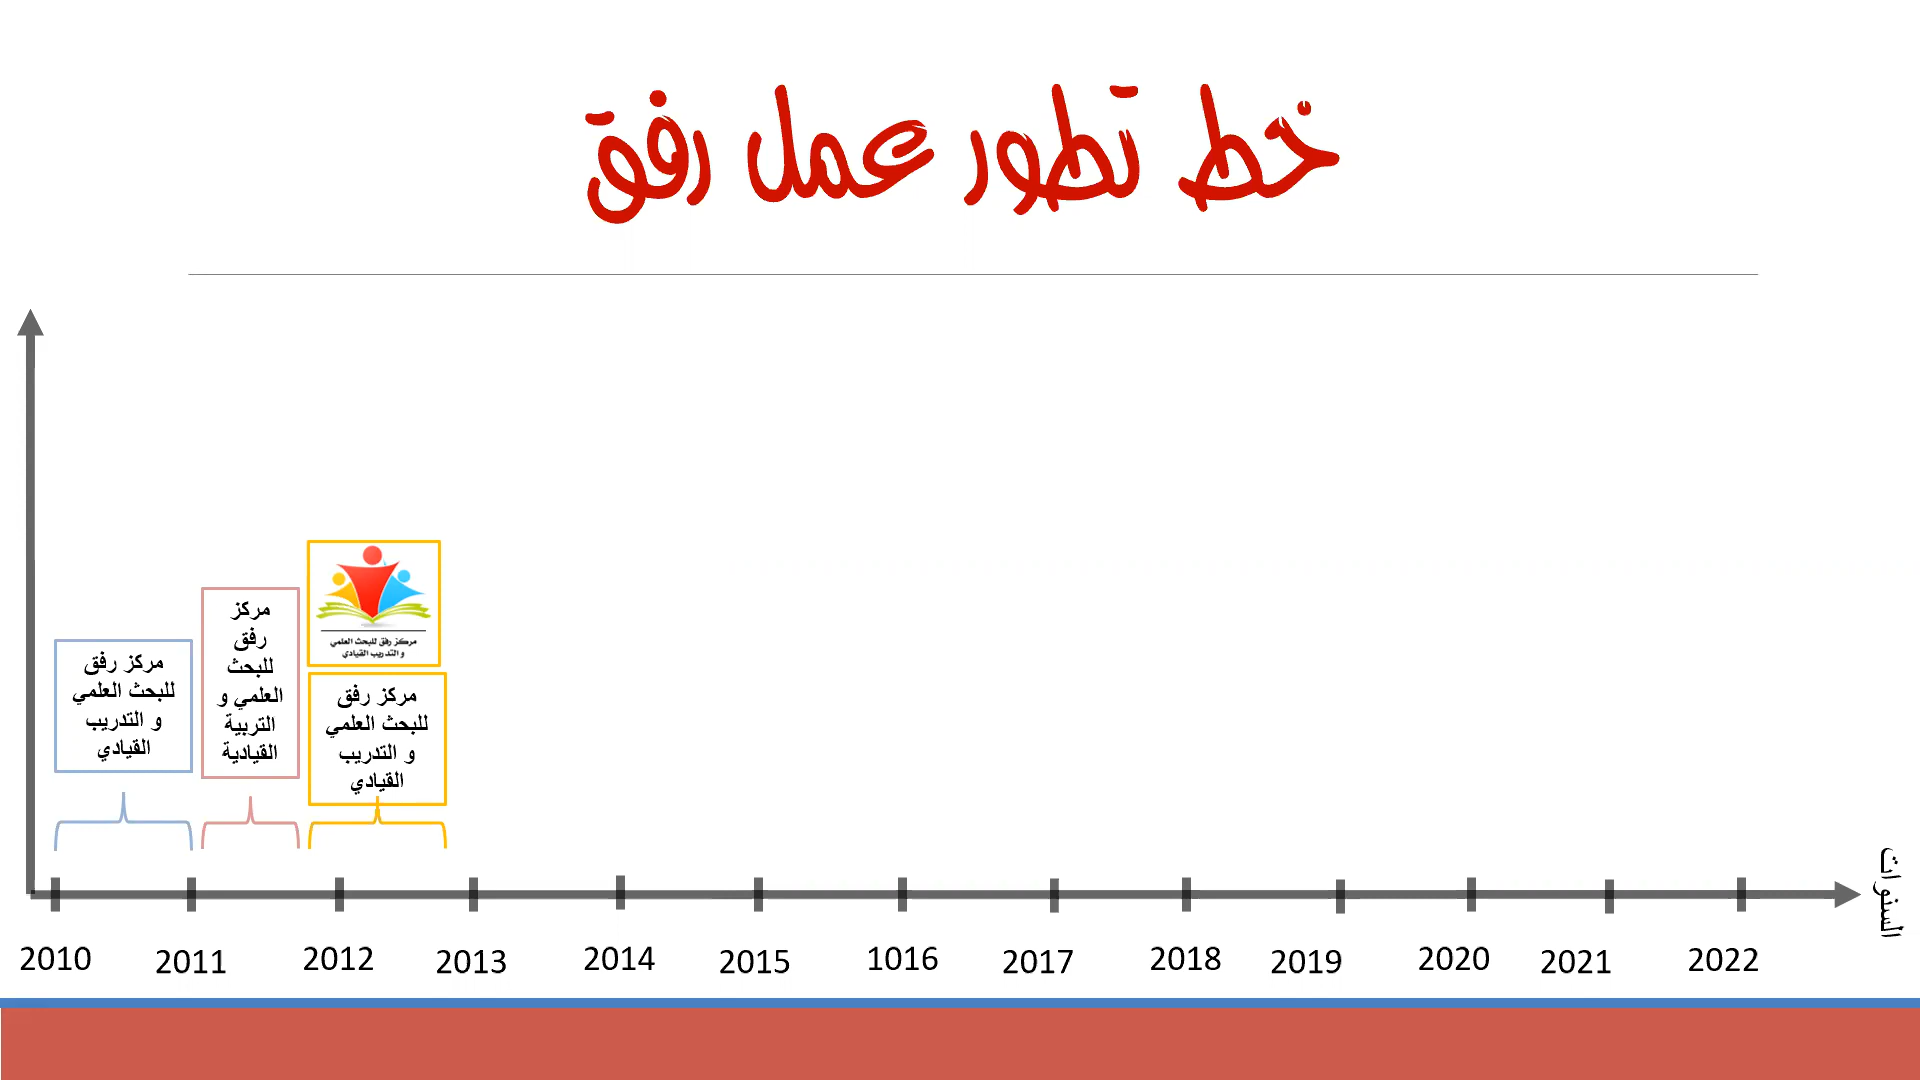 خط تطور عمل رفق
مركز رفق
للبحث العلمي
و التدريب
القيادي
مركز
رفق
للبحث
العلمي و
التربية
القيادية
مركز رفق للبحث العلمي
و التدريب القيادي
مركز رفق
للبحث العلمي
و التدريب
القيادي
السنوات
2010 2011 2012 2013 2014 2015 1016 2017 2018 2019 2020 2021 2022